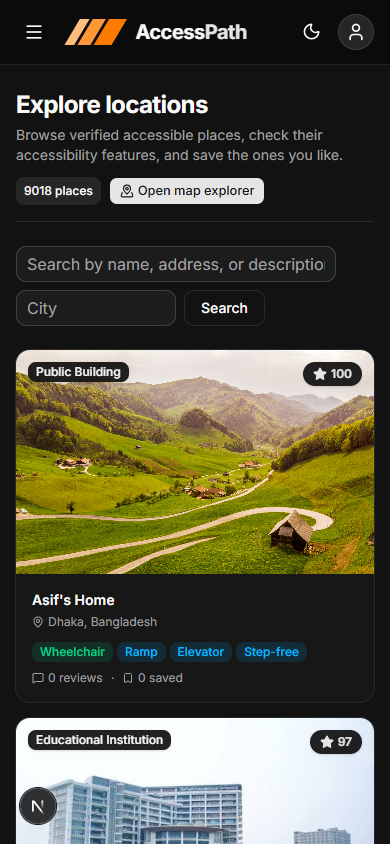 AccessPath
Explore locations
Browse verified accessible places, check their
accessibility features, and save the ones you like.
9018 places
Open map explorer
Search by name, address, or descriptio
City
Search
Public Building
100
Asif's Home
Dhaka, Bangladesh
Wheelchair Ramp Elevator Step-free
0 reviews · 0 saved
Educational Institution
97
N